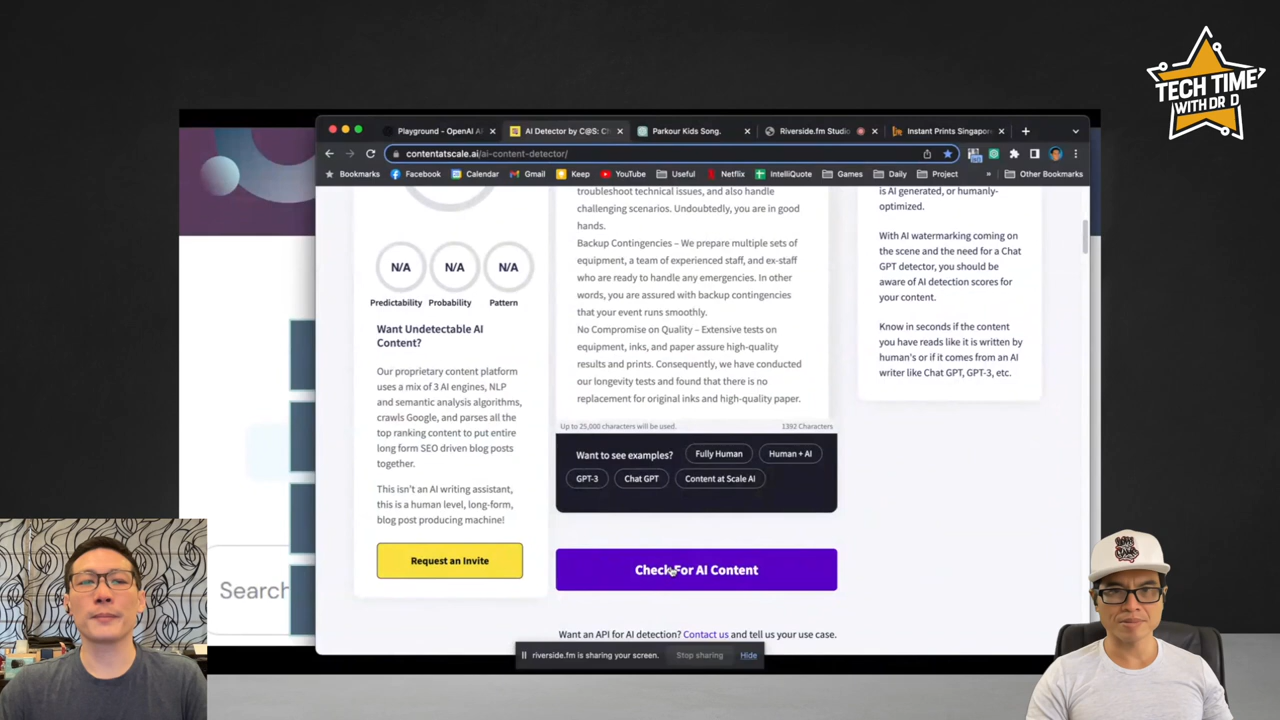 TECH TIME
WITH DR D
Playground - OpenAI AP
AI Detector by C@S: Ch
Parkour Kids Song.
Riverside.fm Studio
Instant Prints Singapore
contentatscale.ai/ai-content-detector/
Bookmarks
Facebook
Calendar
Gmail
Keep
YouTube
Useful
Netflix
IntelliQuote
Games
Daily
Project
»
Other Bookmarks
N/A
N/A
N/A
Predictability
Probability
Pattern
Want Undetectable AI
Content?
Our proprietary content platform
uses a mix of 3 AI engines, NLP
and semantic analysis algorithms,
crawls Google, and parses all the
top ranking content to put entire
long form SEO driven blog posts
together.
This isn't an AI writing assistant,
this is a human level, long-form,
blog post producing machine!
Request an Invite
troubleshoot technical issues, and also handle
challenging scenarios. Undoubtedly, you are in good
hands.
Backup Contingencies – We prepare multiple sets of
equipment, a team of experienced staff, and ex-staff
who are ready to handle any emergencies. In other
words, you are assured with backup contingencies
that your event runs smoothly.
No Compromise on Quality – Extensive tests on
equipment, inks, and paper assure high-quality
results and prints. Consequently, we have conducted
our longevity tests and found that there is no
replacement for original inks and high-quality paper.
Up to 25,000 characters will be used.
1392 Characters
Want to see examples?
Fully Human
Human + AI
GPT-3
Chat GPT
Content at Scale AI
Check For AI Content
Want an API for AI detection? Contact us and tell us your use case.
is AI generated, or humanly-
optimized.
With AI watermarking coming on
the scene and the need for a Chat
GPT detector, you should be
aware of AI detection scores for
your content.
Know in seconds if the content
you have reads like it is written by
human's or if it comes from an AI
writer like Chat GPT, GPT-3, etc.
riverside.fm is sharing your screen.
Stop sharing
Hide
Search